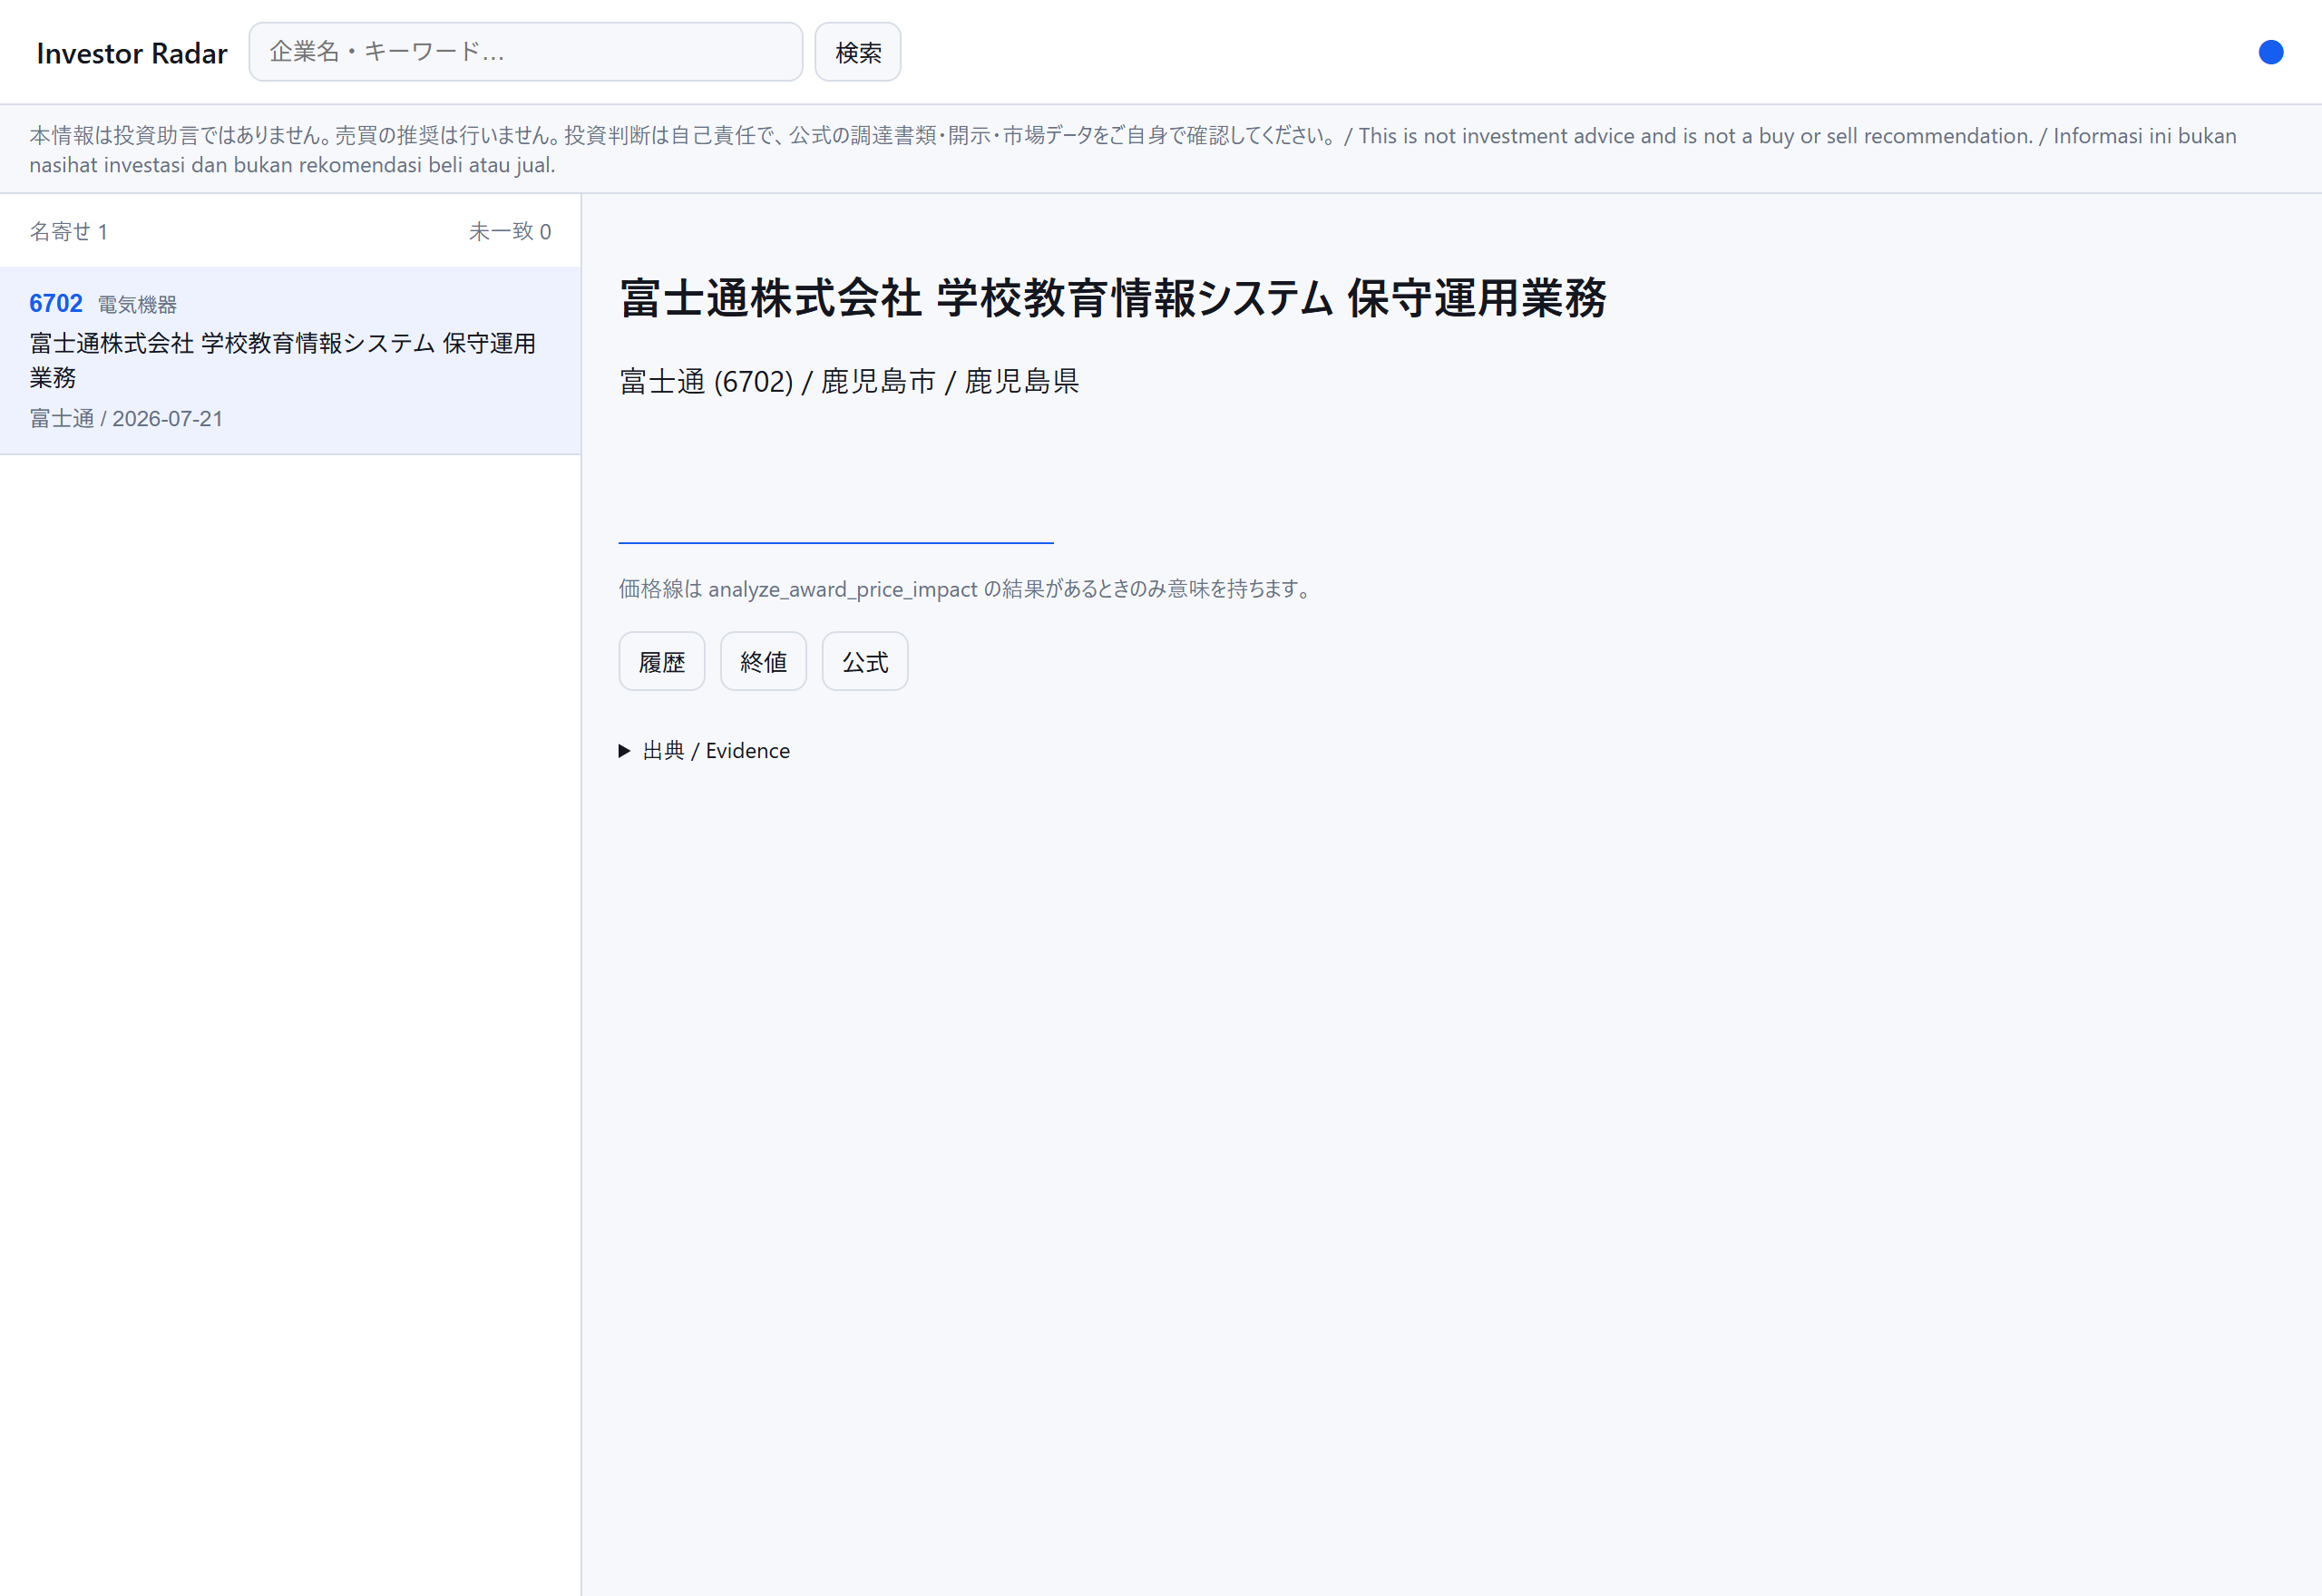 Investor Radar
企業名・キーワード...
検索
本情報は投資助言ではありません。売買の推奨は行いません。投資判断は自己責任で、公式の調達書類・開示・市場データをご自身で確認してください。 / This is not investment advice and is not a buy or sell recommendation. / Informasi ini bukan
nasihat investasi dan bukan rekomendasi beli atau jual.
名寄せ 1
未一致 0
6702 電気機器
富士通株式会社 学校教育情報システム 保守運用
業務
富士通 / 2026-07-21
富士通株式会社 学校教育情報システム 保守運用業務
富士通 (6702) / 鹿児島市 / 鹿児島県
価格線は analyze_award_price_impact の結果があるときのみ意味を持ちます。
履歴
終値
公式
出典 / Evidence